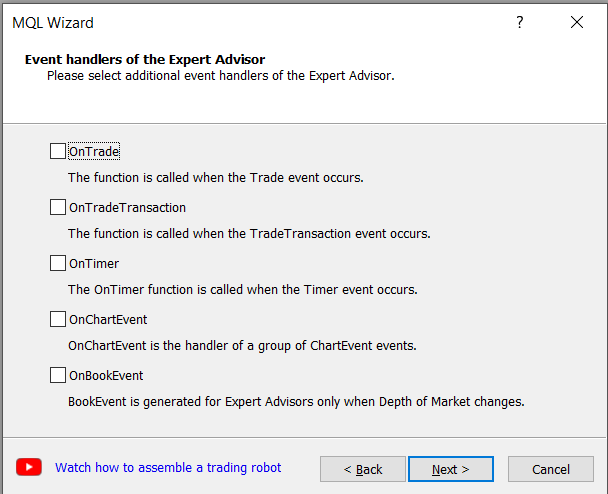 MQL Wizard
?
Event handlers of the Expert Advisor
Please select additional event handlers of the Expert Advisor.
OnTrade
The function is called when the Trade event occurs.
OnTradeTransaction
The function is called when the TradeTransaction event occurs.
OnTimer
The OnTimer function is called when the Timer event occurs.
OnChartEvent
OnChartEvent is the handler of a group of ChartEvent events.
OnBookEvent
BookEvent is generated for Expert Advisors only when Depth of Market changes.
Watch how to assemble a trading robot
< Back
Next >
Cancel